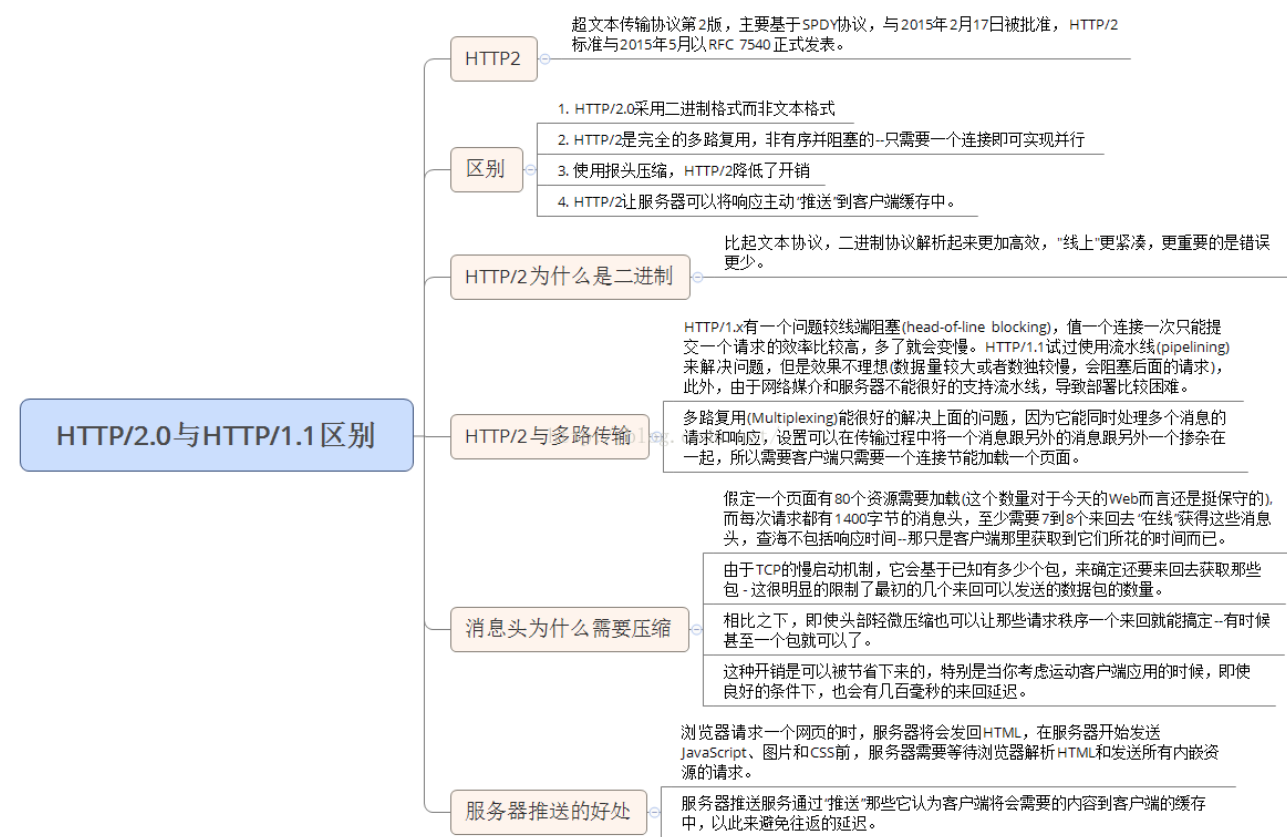 超文本传输协议第2版，主要基于SPDY协议，与2015年2月17日被批准，HTTP/2
标准与2015年5月以RFC 7540正式发表。
HTTP2
1. HTTP/2.0采用二进制格式而非文本格式
2. HTTP/2是完全的多路复用，非有序并阻塞的--只需要一个连接即可实现并行
区别
3. 使用报头压缩，HTTP/2降低了开销
4. HTTP/2让服务器可以将响应主动“推送”到客户端缓存中。
比起文本协议，二进制协议解析起来更加高效，"线上"更紧凑，更重要的是错误
更少。
HTTP/2为什么是二进制
HTTP/1.x有一个问题较线端阻塞(head-of-line blocking)，值一个连接一次只能提
交一个请求的效率比较高，多了就会变慢。HTTP/1.1试过使用流水线(pipelining)
来解决问题，但是效果不理想(数据量较大或者数独较慢，会阻塞后面的请求)，
此外，由于网络媒介和服务器不能很好的支持流水线，导致部署比较困难。
HTTP/2.0与HTTP/1.1区别
HTTP/2与多路传输
多路复用(Multiplexing)能很好的解决上面的问题，因为它能同时处理多个消息的
请求和响应，设置可以在传输过程中将一个消息跟另外的消息跟另外一个掺杂在
一起，所以需要客户端只需要一个连接节能加载一个页面。
假定一个页面有80个资源需要加载(这个数量对于今天的Web而言还是挺保守的),
而每次请求都有1400字节的消息头，至少需要7到8个来回去“在线”获得这些消息
头，查海不包括响应时间--那只是客户端那里获取到它们所花的时间而已。
由于TCP的慢启动机制，它会基于已知有多少个包，来确定还要来回去获取那些
包 - 这很明显的限制了最初的几个来回可以发送的数据包的数量。
消息头为什么需要压缩
相比之下，即使头部轻微压缩也可以让那些请求秩序一个来回就能搞定--有时候
甚至一个包就可以了。
这种开销是可以被节省下来的，特别是当你考虑运动客户端应用的时候，即使
良好的条件下，也会有几百毫秒的来回延迟。
浏览器请求一个网页的时，服务器将会发回HTML，在服务器开始发送
JavaScript、图片和CSS前，服务器需要等待浏览器解析HTML和发送所有内嵌资
源的请求。
服务器推送的好处
服务器推送服务通过“推送”那些它认为客户端将会需要的内容到客户端的缓存
中，以此来避免往返的延迟。